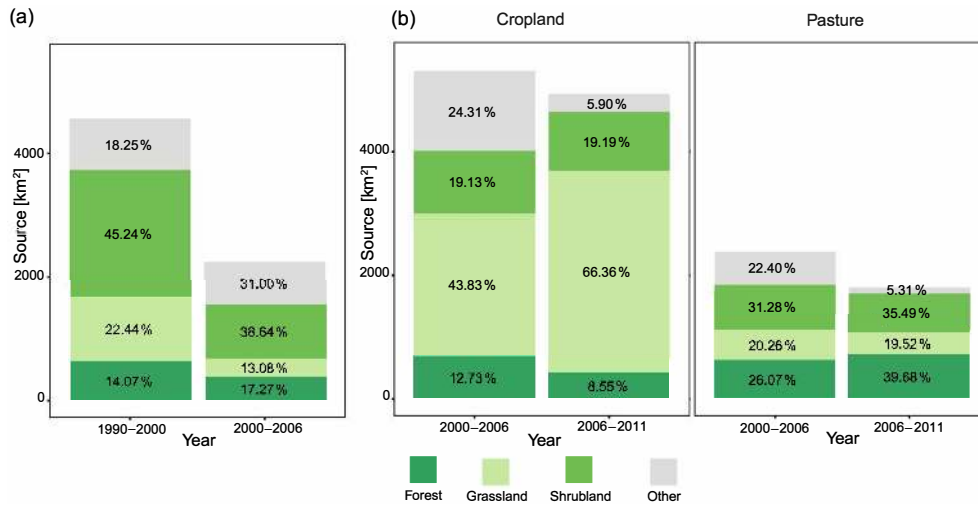 (a)
Source [km²]
4000
2000
0
18.25%
45.24%
22.44%
14.07%
31.00%
38.64%
13.08%
17.27%
1990–2000
2000–2006
Year
(b)
Cropland
Pasture
Source [km²]
4000
2000
0
24.31%
19.13%
43.83%
12.73%
5.90%
19.19%
66.36%
8.55%
22.40%
31.28%
20.26%
26.07%
5.31%
35.49%
19.52%
39.68%
2000–2006
2006–2011
2000–2006
2006–2011
Year
Year
Forest
Grassland
Shrubland
Other